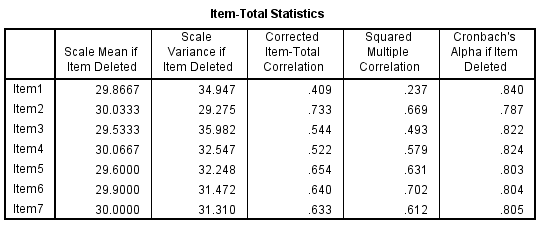 Item-Total Statistics
Scale Mean if Item Deleted	Scale Variance if Item Deleted	Corrected Item-Total Correlation	Squared Multiple Correlation	Cronbach's Alpha if Item Deleted
Item1	29.8667	34.947	.409	.237	.840
Item2	30.0333	29.275	.733	.669	.787
Item3	29.5333	35.982	.544	.493	.822
Item4	30.0667	32.547	.522	.579	.824
Item5	29.6000	32.248	.654	.631	.803
Item6	29.9000	31.472	.640	.702	.804
Item7	30.0000	31.310	.633	.612	.805